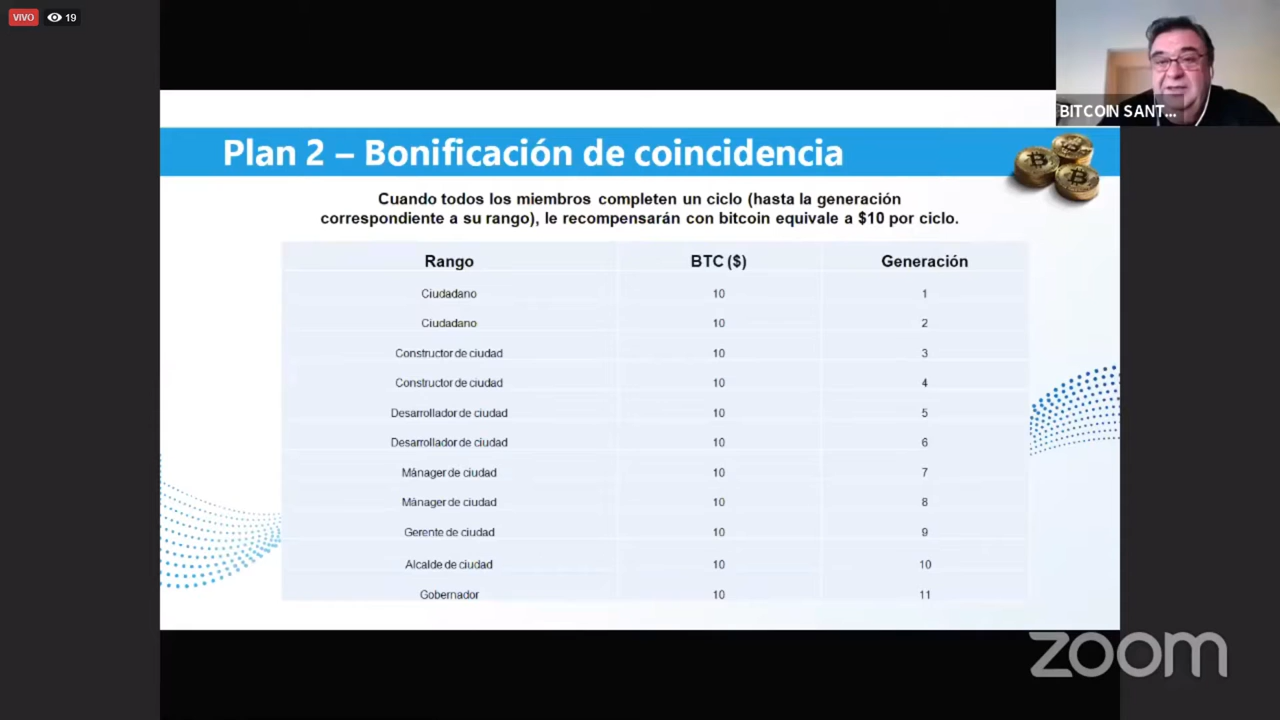 VIVO 19
BITCOIN SANT...
Plan 2 – Bonificación de coincidencia
Cuando todos los miembros completen un ciclo (hasta la generación
correspondiente a su rango), le recompensarán con bitcoin equivale a $10 por ciclo.
Rango BTC ($) Generación
Ciudadano 10 1
Ciudadano 10 2
Constructor de ciudad 10 3
Constructor de ciudad 10 4
Desarrollador de ciudad 10 5
Desarrollador de ciudad 10 6
Mánager de ciudad 10 7
Mánager de ciudad 10 8
Gerente de ciudad 10 9
Alcalde de ciudad 10 10
Gobernador 10 11
zoom